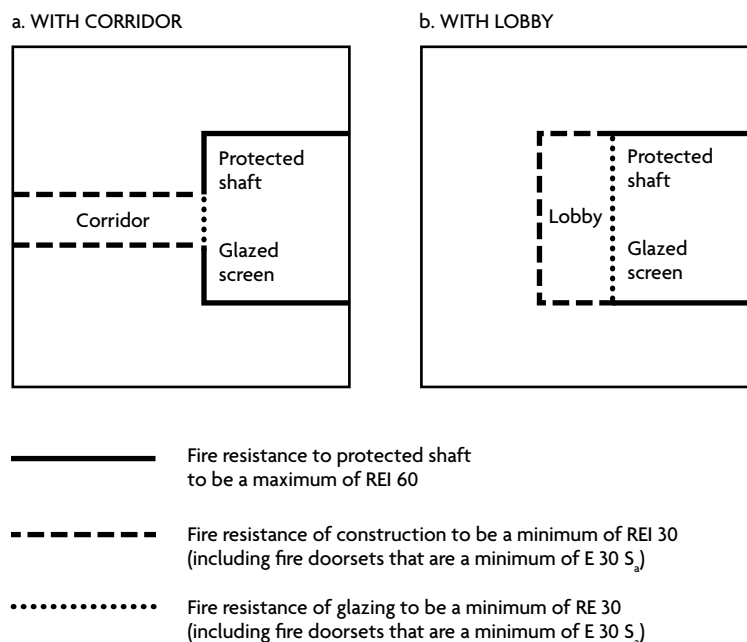 a. WITH CORRIDOR
Protected
shaft
Corridor
Glazed
screen
b. WITH LOBBY
Protected
shaft
Lobby
Glazed
screen
Fire resistance to protected shaft
to be a maximum of REI 60
Fire resistance of construction to be a minimum of REI 30
(including fire doorsets that are a minimum of E 30 Sa)
Fire resistance of glazing to be a minimum of RE 30
(including fire doorsets that are a minimum of E 30 Sa)